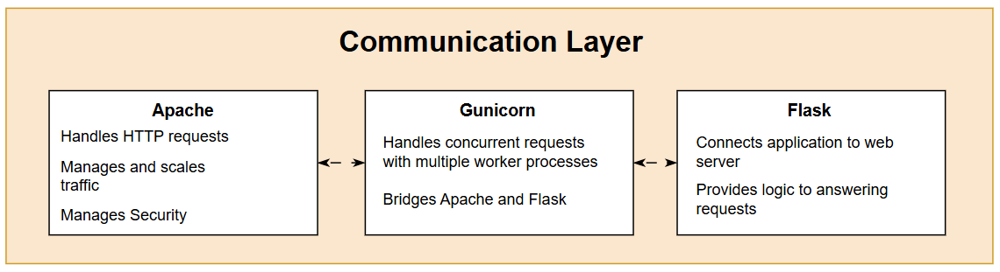 Communication Layer
Apache
Handles HTTP requests
Manages and scales
traffic
Manages Security
Gunicorn
Handles concurrent requests
with multiple worker processes
Bridges Apache and Flask
Flask
Connects application to web
server
Provides logic to answering
requests